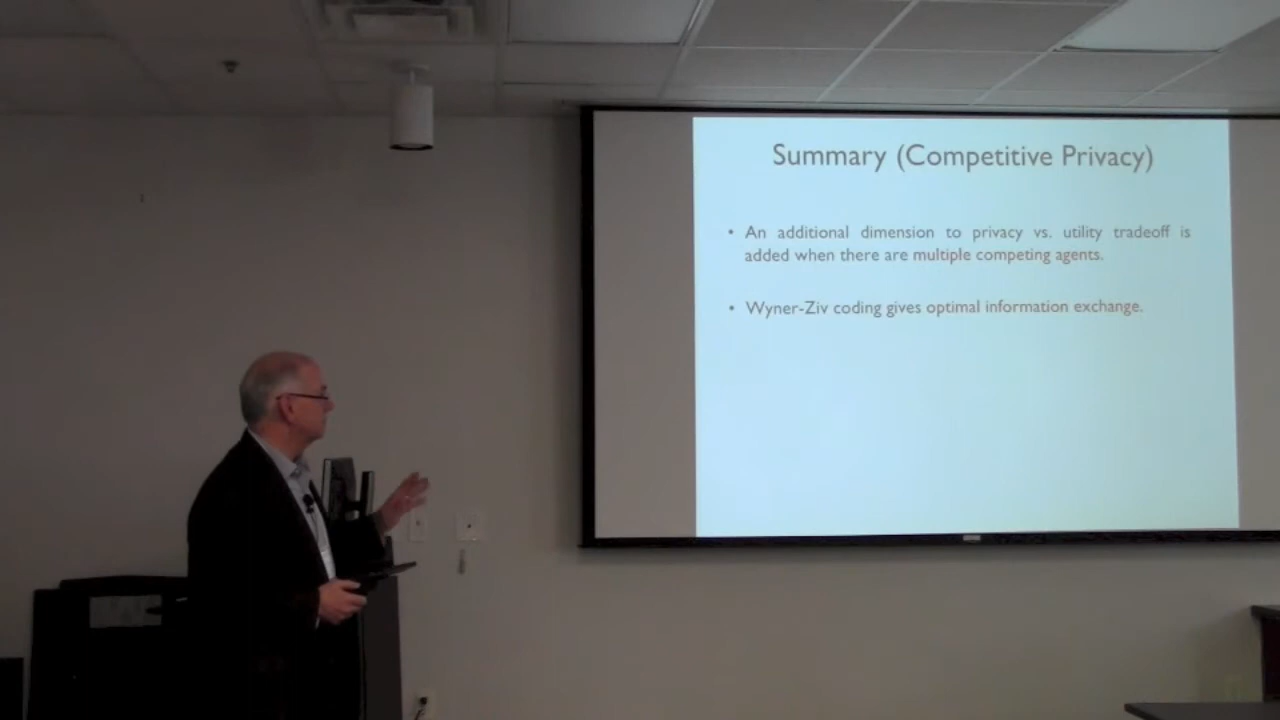 Summary (Competitive Privacy)
• An additional dimension to privacy vs. utility tradeoff is
added when there are multiple competing agents.
• Wyner-Ziv coding gives optimal information exchange.